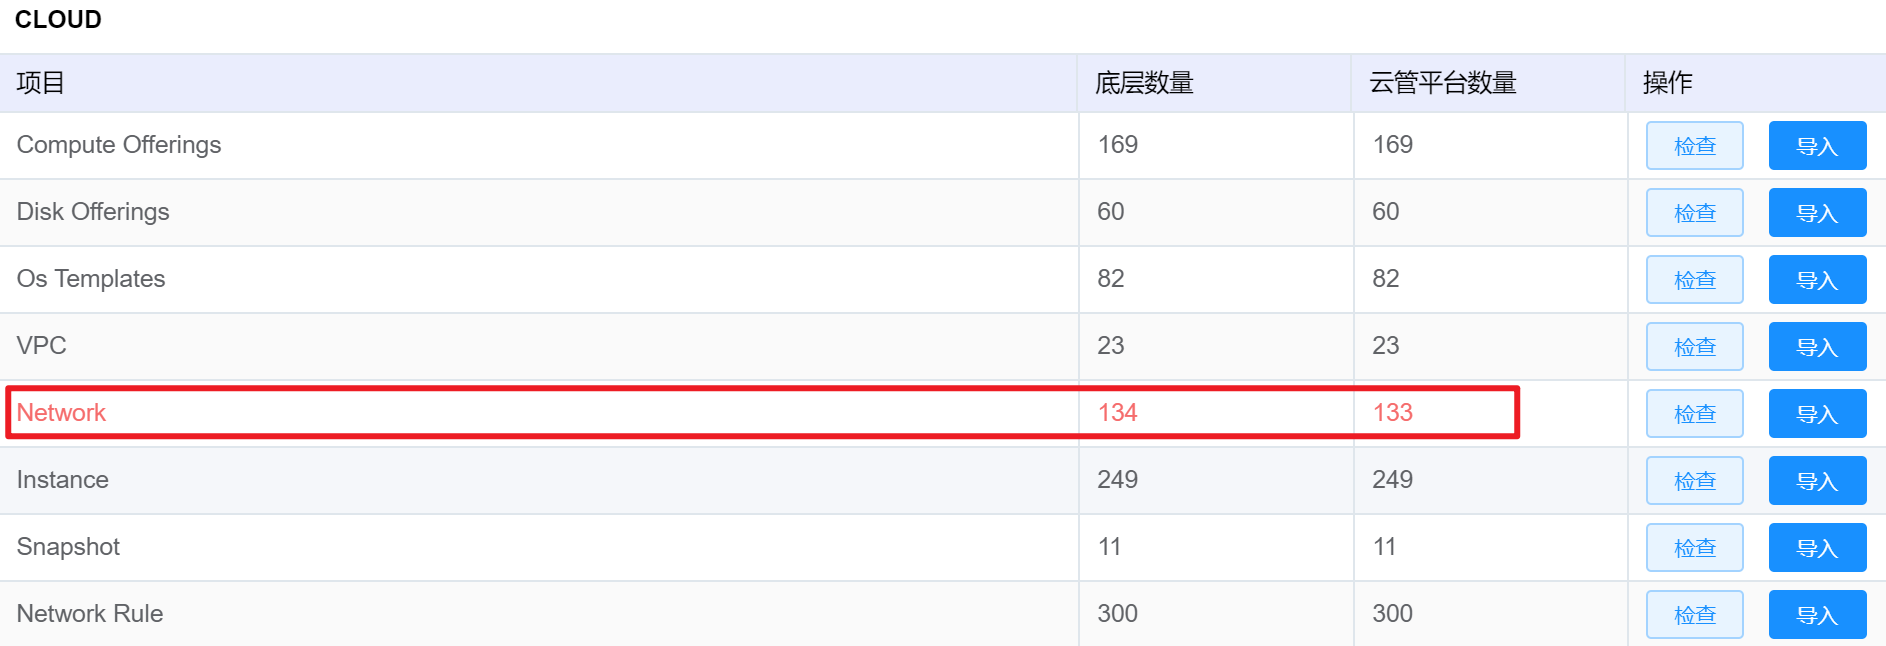 CLOUD
项目 底层数量 云管平台数量 操作
Compute Offerings 169 169 检查 导入
Disk Offerings 60 60 检查 导入
Os Templates 82 82 检查 导入
VPC 23 23 检查 导入
Network 134 133 检查 导入
Instance 249 249 检查 导入
Snapshot 11 11 检查 导入
Network Rule 300 300 检查 导入